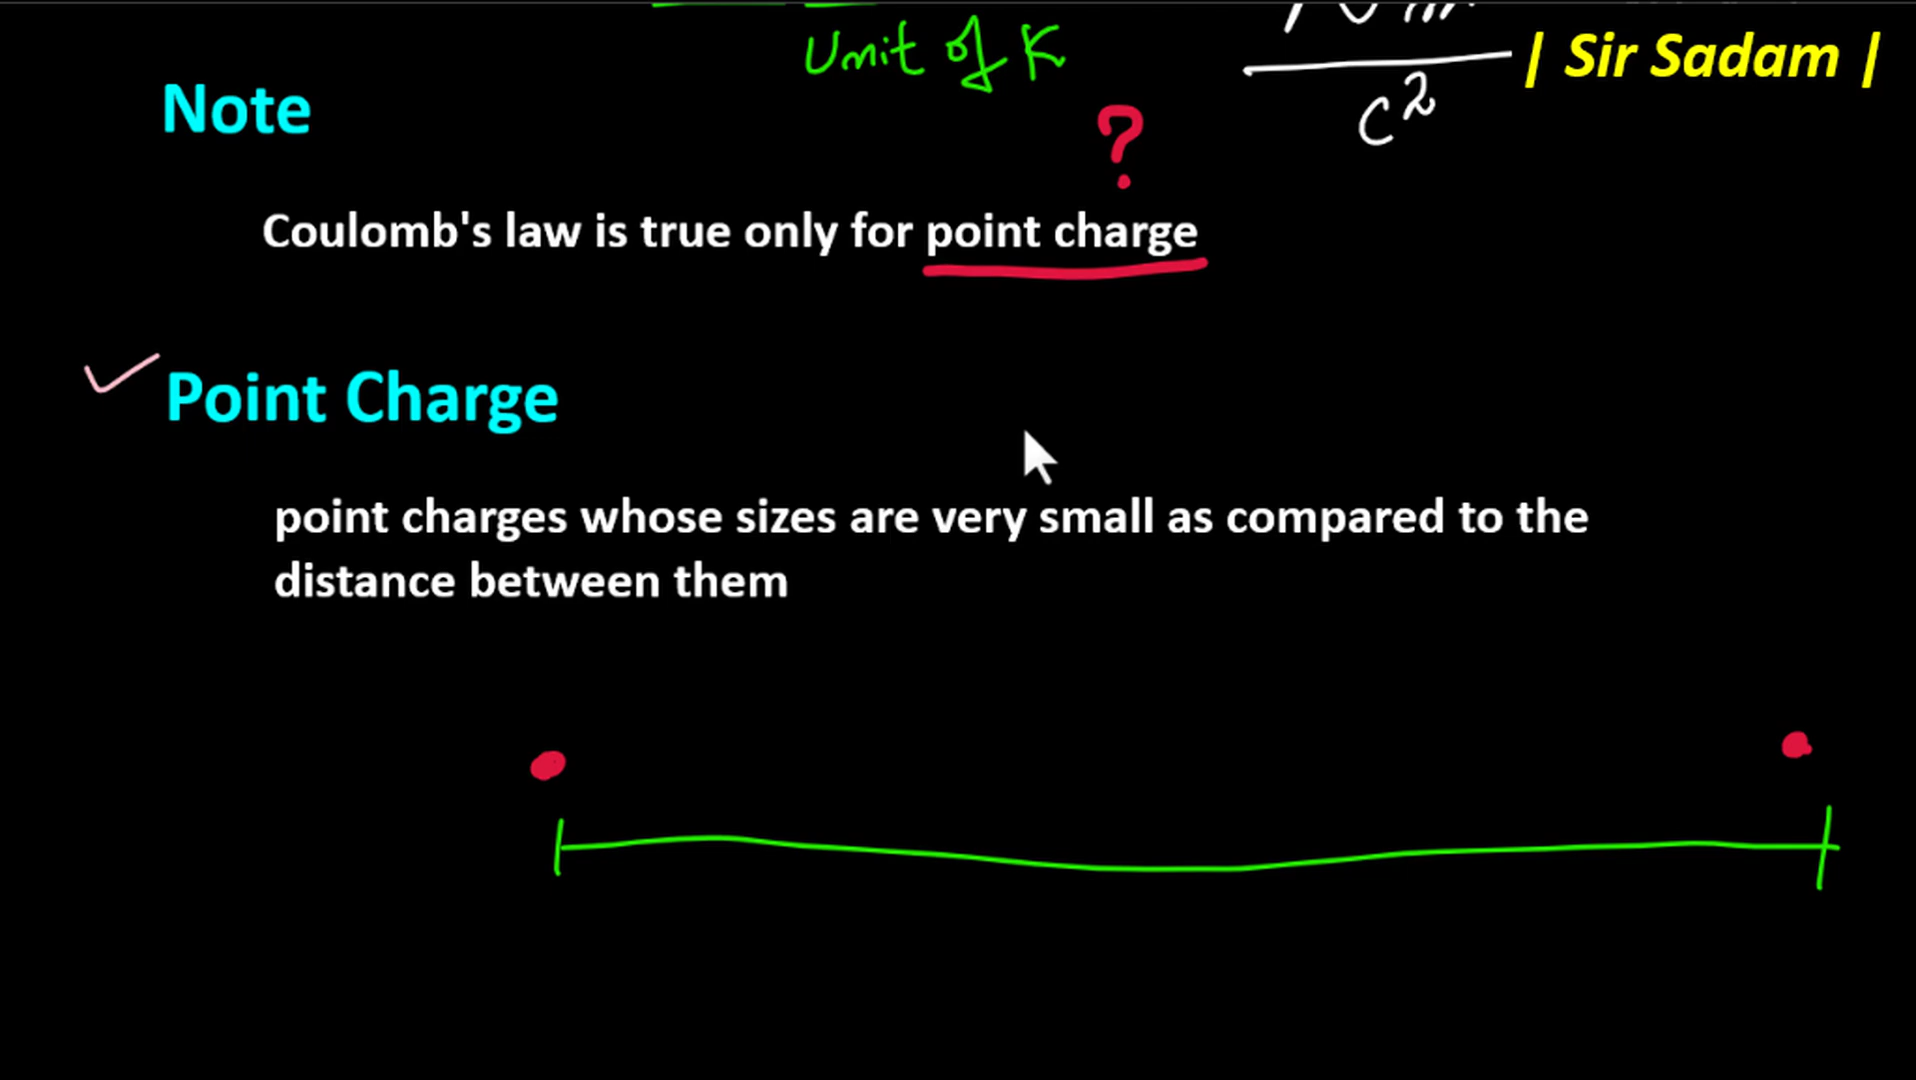 Unit of K
C²
| Sir Sadam |
Note
?
Coulomb's law is true only for point charge
Point Charge
point charges whose sizes are very small as compared to the
distance between them